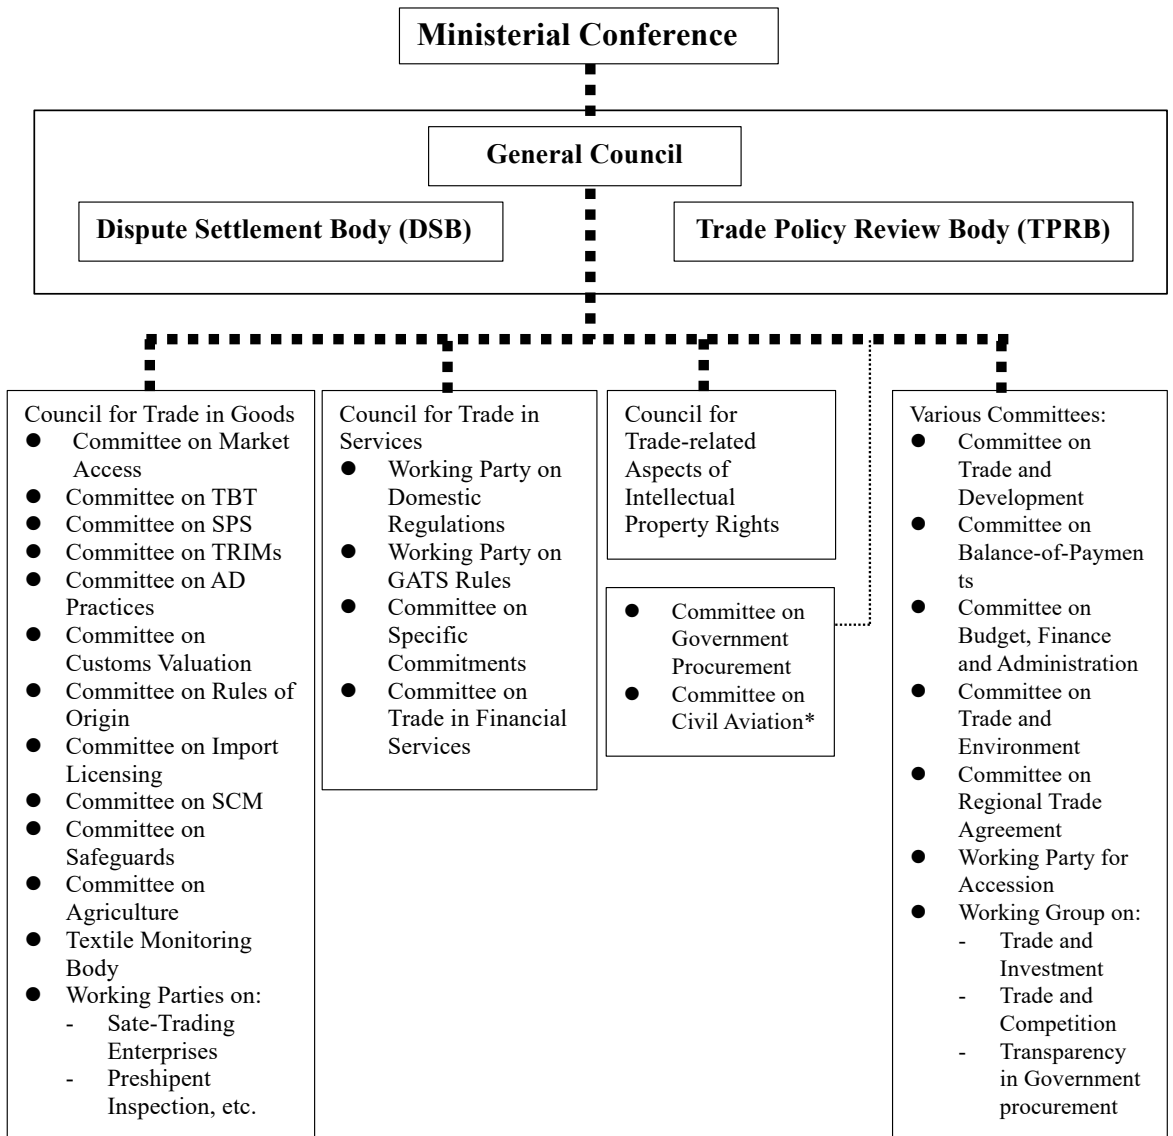 Ministerial Conference
General Council
Dispute Settlement Body (DSB)
Trade Policy Review Body (TPRB)
Council for Trade in Goods
● Committee on Market
Access
● Committee on TBT
● Committee on SPS
● Committee on TRIMs
● Committee on AD
Practices
● Committee on
Customs Valuation
● Committee on Rules of
Origin
● Committee on Import
Licensing
● Committee on SCM
● Committee on
Safeguards
● Committee on
Agriculture
● Textile Monitoring
Body
● Working Parties on:
- Sate-Trading
Enterprises
- Preshipent
Inspection, etc.
Council for Trade in
Services
● Working Party on
Domestic
Regulations
● Working Party on
GATS Rules
● Committee on
Specific
Commitments
● Committee on
Trade in Financial
Services
Council for
Trade-related
Aspects of
Intellectual
Property Rights
● Committee on
Government
Procurement
● Committee on
Civil Aviation*
Various Committees:
● Committee on
Trade and
Development
● Committee on
Balance-of-Paymen
ts
● Committee on
Budget, Finance
and Administration
● Committee on
Trade and
Environment
● Committee on
Regional Trade
Agreement
● Working Party for
Accession
● Working Group on:
- Trade and
Investment
- Trade and
Competition
- Transparency
in Government
procurement